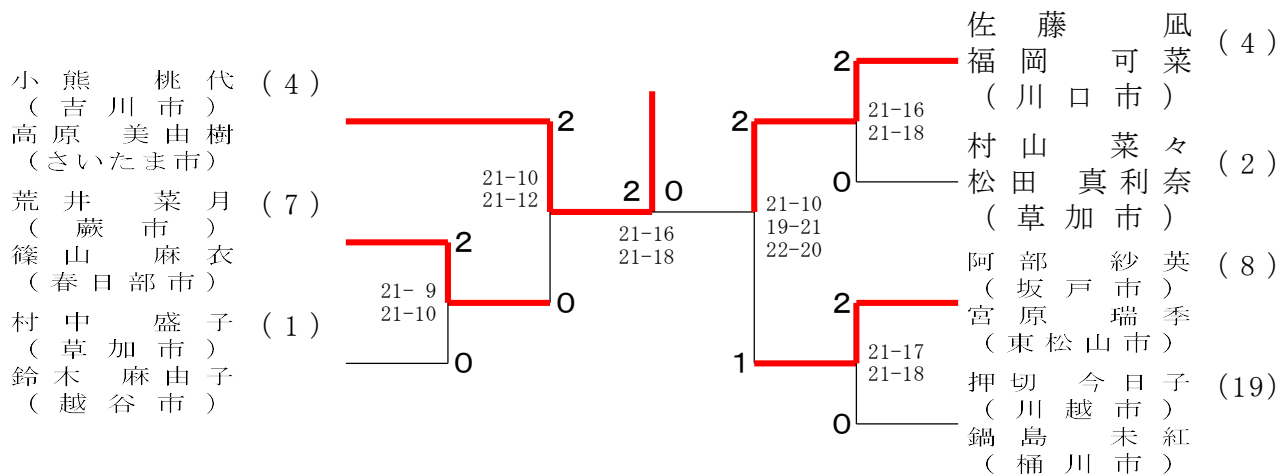 小熊 桃代 (4)
(吉川市)
高原 美由樹
(さいたま市)
荒井 菜月 (7)
(蕨市)
篠山 麻衣
(春日部市)
村中 盛子 (1)
(草加市)
鈴木 麻由子
(越谷市)
2
21-10
21-12
2
21- 9
21-10
0
0
2 0
21-16
21-18
2
21-10
19-21
22-20
1
2
21-16
21-18
0
2
21-17
21-18
0
佐藤 凪 (4)
福岡 可菜
(川口市)
村山 菜々 (2)
松田 真利奈
(草加市)
阿部 紗英 (8)
(坂戸市)
宮原 瑞季
(東松山市)
押切 今日子 (19)
(川越市)
鍋島 未紅
(桶川市)